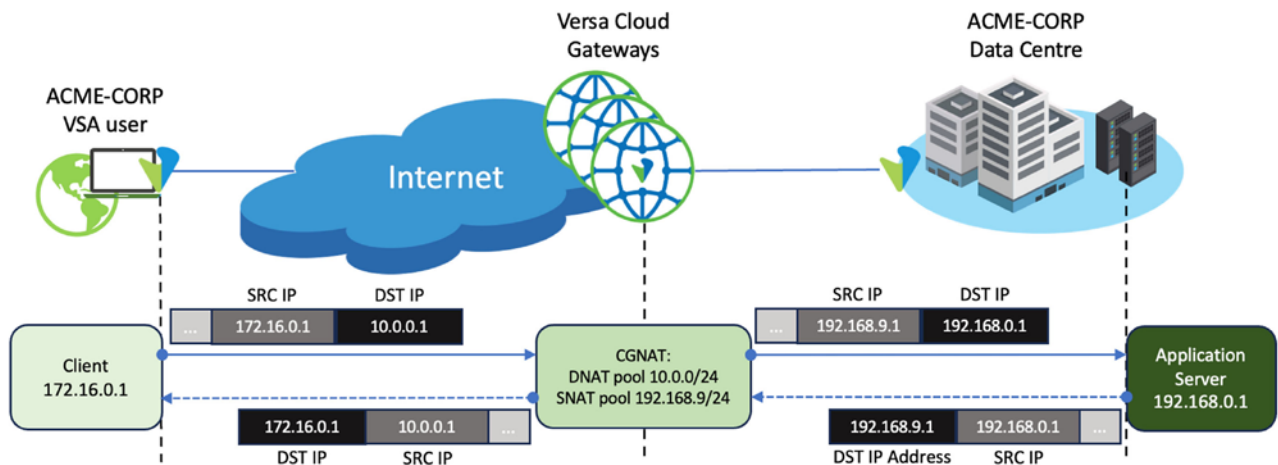 Versa Cloud
Gateways
ACME-CORP
Data Centre
ACME-CORP
VSA user
Internet
SRC IP
DST IP
... 172.16.0.1 10.0.0.1
SRC IP
DST IP
... 192.168.9.1 192.168.0.1
Client
172.16.0.1
CGNAT:
DNAT pool 10.0.0/24
SNAT pool 192.168.9/24
Application
Server
192.168.0.1
172.16.0.1 10.0.0.1 ...
DST IP
SRC IP
192.168.9.1 192.168.0.1 ...
DST IP Address
SRC IP